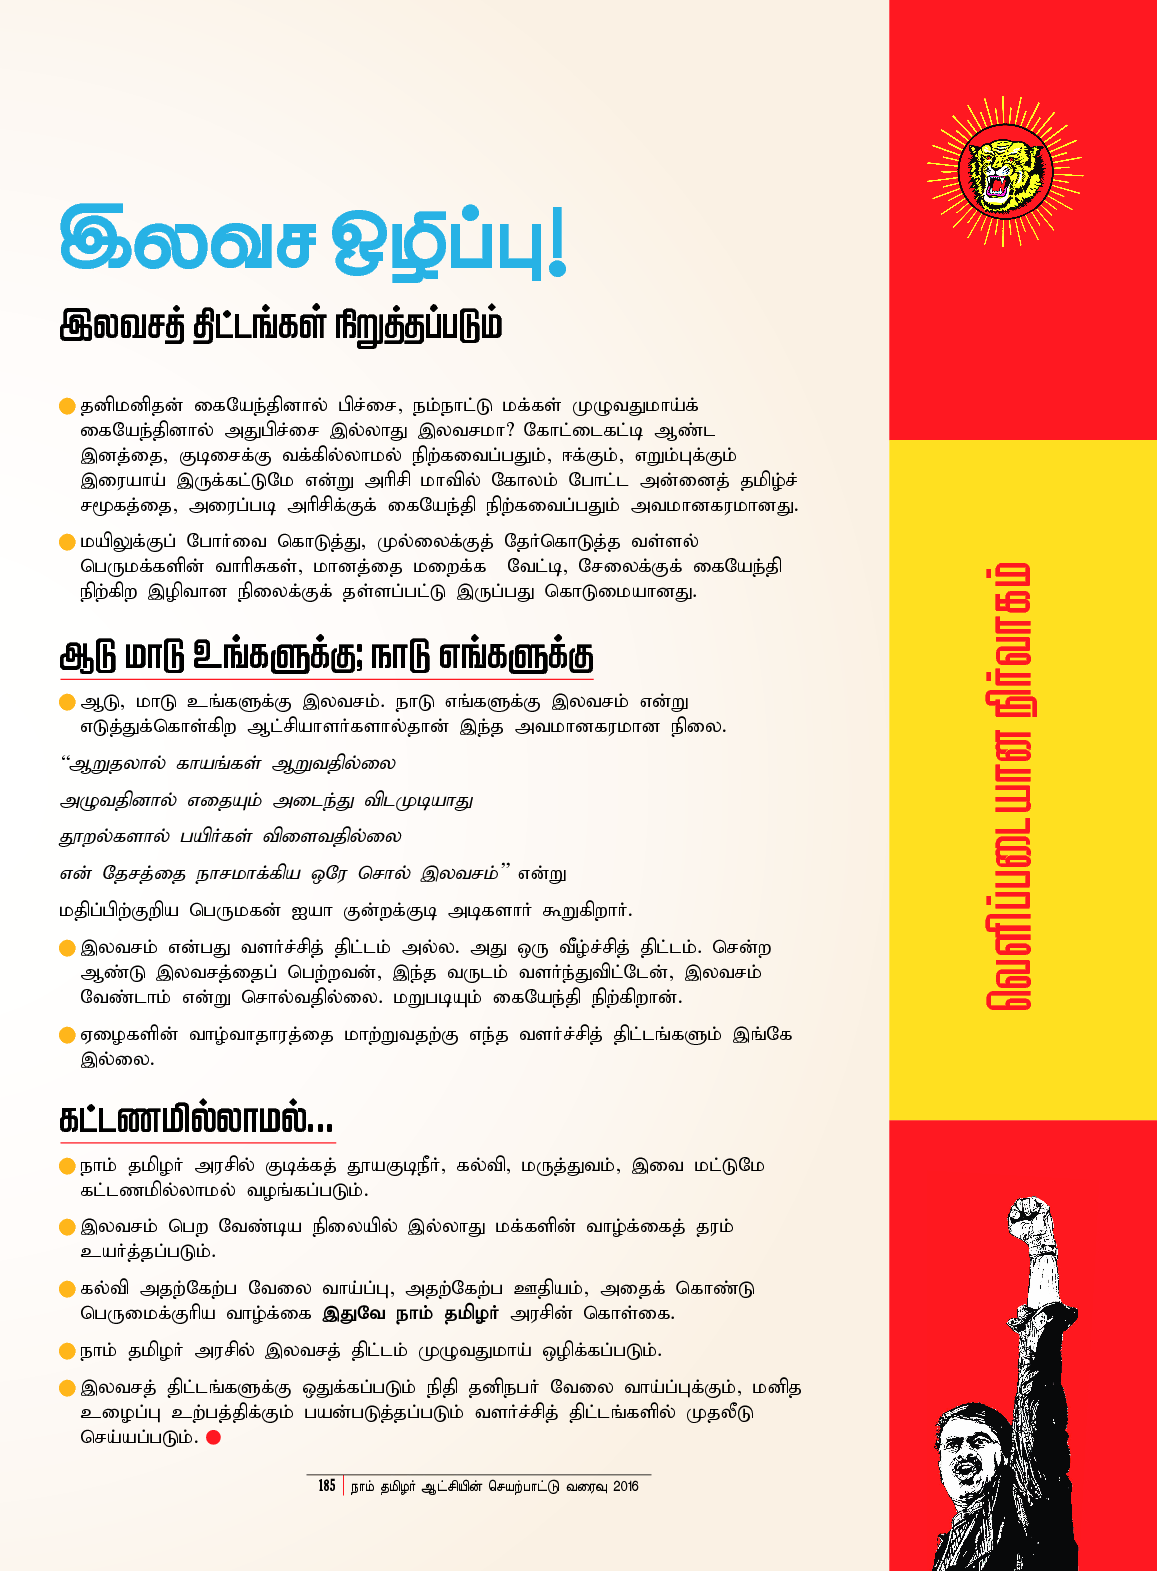 இலவச ஒழிப்பு!
இலவசத் திட்டங்கள் நிறுத்தப்படும்
தனிமனிதன் கையேந்தினால் பிச்சை, நம்நாட்டு மக்கள் முழுவதுமாய்க்
கையேந்தினால் அதுபிச்சை இல்லாது இலவசமா? கோட்டைகட்டி ஆண்ட
இனத்தை, குடிசைக்கு வக்கில்லாமல் நிற்கவைப்பதும், ஈக்கும், எறும்புக்கும்
இரையாய் இருக்கட்டுமே என்று அரிசி மாவில் கோலம் போட்ட அன்னைத் தமிழ்ச்
சமூகத்தை, அரைப்படி அரிசிக்குக் கையேந்தி நிற்கவைப்பதும் அவமானகரமானது.
மயிலுக்குப் போர்வை கொடுத்து, முல்லைக்குத் தேர்கொடுத்த வள்ளல்
பெருமக்களின் வாரிசுகள், மானத்தை மறைக்க வேட்டி, சேலைக்குக் கையேந்தி
நிற்கிற இழிவான நிலைக்குக் தள்ளப்பட்டு இருப்பது கொடுமையானது.
ஆடு மாடு உங்களுக்கு; நாடு எங்களுக்கு
ஆடு, மாடு உங்களுக்கு இலவசம். நாடு எங்களுக்கு இலவசம் என்று
எடுத்துக்கொள்கிற ஆட்சியாளர்களால்தான் இந்த அவமானகரமான நிலை.
“ஆறுதலால் காயங்கள் ஆறுவதில்லை
அழுவதினால் எதையும் அடைந்து விடமுடியாது
தூறல்களால் பயிர்கள் விளைவதில்லை
என் தேசத்தை நாசமாக்கிய ஒரே சொல் இலவசம்” என்று
மதிப்பிற்குறிய பெருமகன் ஐயா குன்றக்குடி அடிகளார் கூறுகிறார்.
இலவசம் என்பது வளர்ச்சித் திட்டம் அல்ல. அது ஒரு வீழ்ச்சித் திட்டம். சென்ற
ஆண்டு இலவசத்தைப் பெற்றவன், இந்த வருடம் வளர்ந்துவிட்டேன், இலவசம்
வேண்டாம் என்று சொல்வதில்லை. மறுபடியும் கையேந்தி நிற்கிறான்.
ஏழைகளின் வாழ்வாதாரத்தை மாற்றுவதற்கு எந்த வளர்ச்சித் திட்டங்களும் இங்கே
இல்லை.
கட்டணமில்லாமல்...
நாம் தமிழர் அரசில் குடிக்கத் தூயகுடிநீர், கல்வி, மருத்துவம், இவை மட்டுமே
கட்டணமில்லாமல் வழங்கப்படும்.
இலவசம் பெற வேண்டிய நிலையில் இல்லாது மக்களின் வாழ்க்கைத் தரம்
உயர்த்தப்படும்.
கல்வி அதற்கேற்ப வேலை வாய்ப்பு, அதற்கேற்ப ஊதியம், அதைக் கொண்டு
பெருமைக்குரிய வாழ்க்கை இதுவே நாம் தமிழர் அரசின் கொள்கை.
நாம் தமிழர் அரசில் இலவசத் திட்டம் முழுவதுமாய் ஒழிக்கப்படும்.
இலவசத் திட்டங்களுக்கு ஒதுக்கப்படும் நிதி தனிநபர் வேலை வாய்ப்புக்கும், மனித
உழைப்பு உற்பத்திக்கும் பயன்படுத்தப்படும் வளர்ச்சித் திட்டங்களில் முதலீடு
செய்யப்படும்.
185 நாம் தமிழர் ஆட்சியின் செயற்பாட்டு வரைவு 2016
வெளிப்படையான நிர்வாகம்